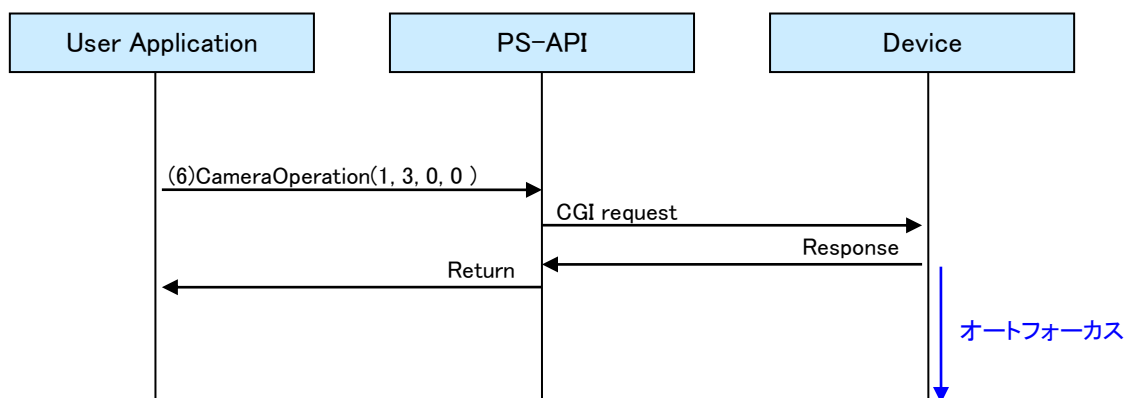 User Application
PS-API
Device
(6)CameraOperation(1, 3, 0, 0 )
CGI request
Response
Return
オートフォーカス